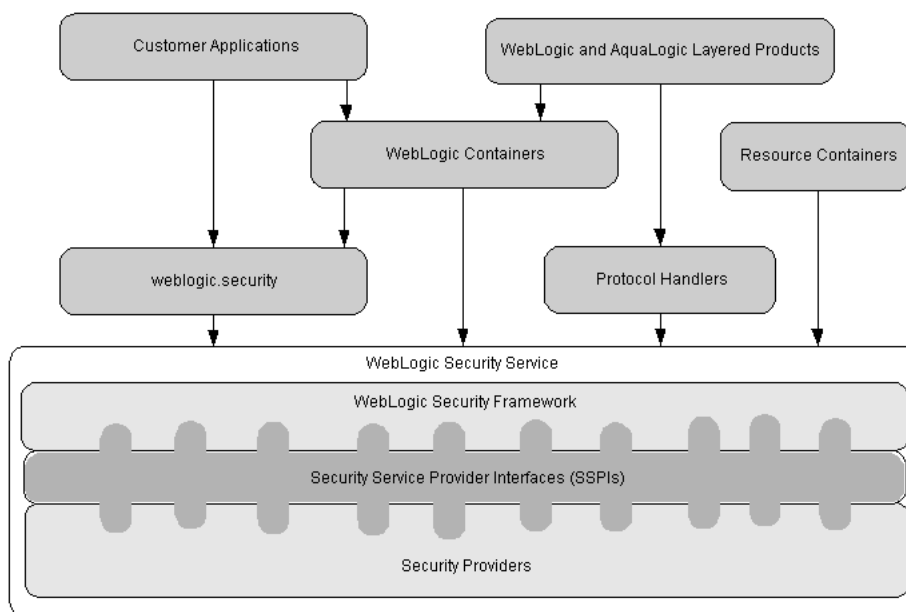 Customer Applications
WebLogic and AquaLogic Layered Products
WebLogic Containers
Resource Containers
weblogic.security
Protocol Handlers
WebLogic Security Service
WebLogic Security Framework
Security Service Provider Interfaces (SSPIs)
Security Providers